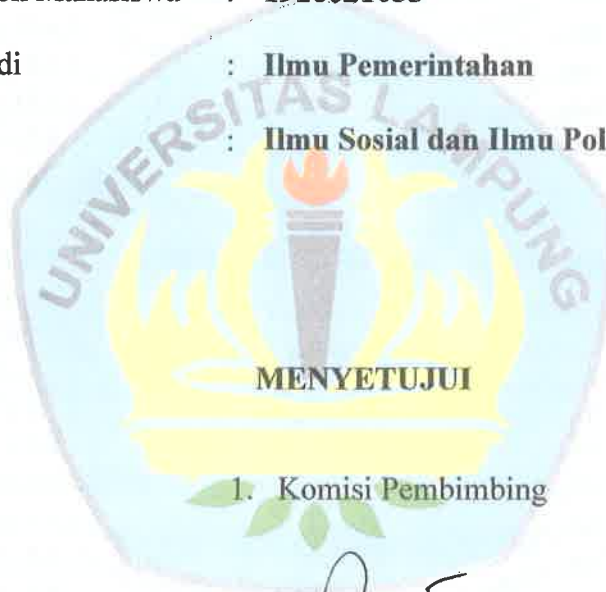 di : Ilmu Pemerintahan
: Ilmu Sosial dan Ilmu Pol
UNIVERSITAS LAMPUNG
MENYETUJUI
1. Komisi Pembimbing